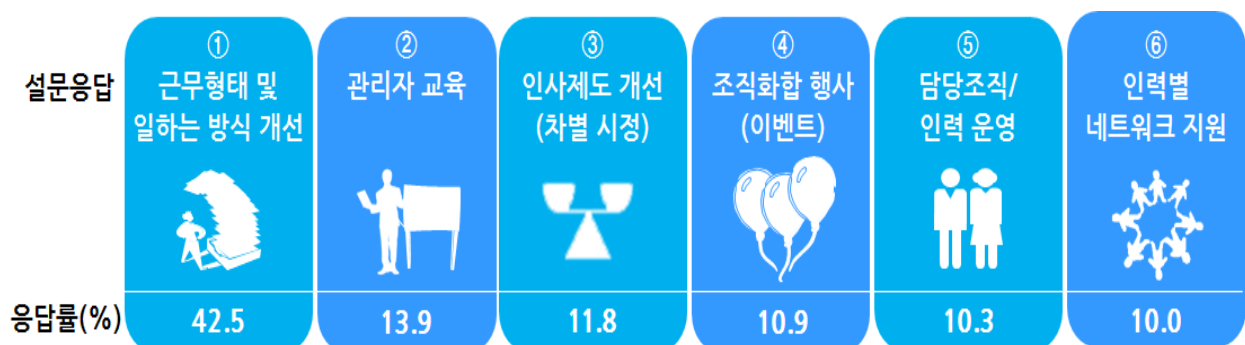 설문응답
①
근무형태 및
일하는 방식 개선
②
관리자 교육
③
인사제도 개선
(차별 시정)
④
조직화합 행사
(이벤트)
⑤
담당조직/
인력 운영
⑥
인력별
네트워크 지원
응답률(%)
42.5
13.9
11.8
10.9
10.3
10.0